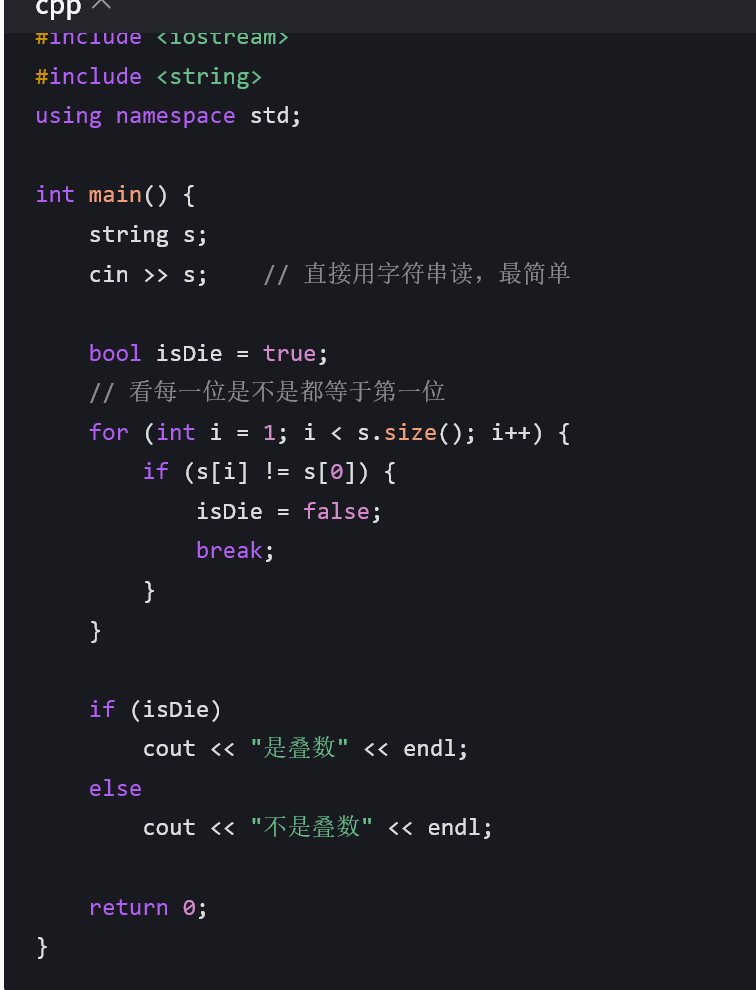 cpp
#include <iostream>
#include <string>
using namespace std;
int main() {
    string s;
    cin >> s;    // 直接用字符串读，最简单
    bool isDie = true;
    // 看每一位是不是都等于第一位
    for (int i = 1; i < s.size(); i++) {
        if (s[i] != s[0]) {
            isDie = false;
            break;
        }
    }
    if (isDie)
        cout << "是叠数" << endl;
    else
        cout << "不是叠数" << endl;
    return 0;
}